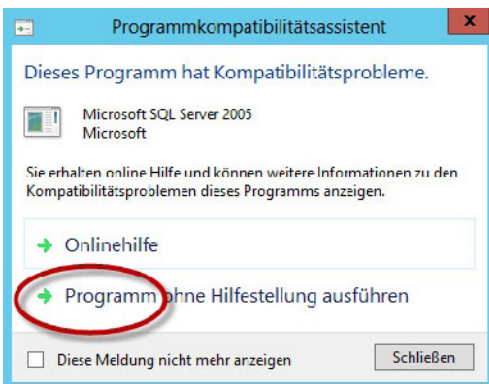 Programmkompatibilitätsassistent
x
Dieses Programm hat Kompatibilitätsprobleme.
Microsoft SQL Server 2005
Microsoft
Sie erhalten online Hilfe und können weitere Informationen zu den
Kompatibilitätsproblemen dieses Programms anzeigen.
Onlinehilfe
Programm ohne Hilfestellung ausführen
Diese Meldung nicht mehr anzeigen
Schließen